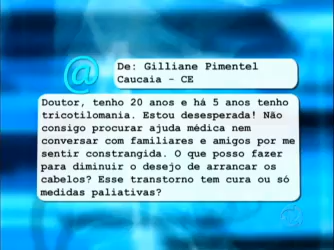 @
De: Gilliane Pimentel
Caucaia - CE
Doutor, tenho 20 anos e há 5 anos tenho
tricotilomania. Estou desesperada! Não
consigo procurar ajuda médica nem
conversar com familiares e amigos por me
sentir constrangida. O que posso fazer
para diminuir o desejo de arrancar os
cabelos? Esse transtorno tem cura ou só
medidas paliativas?